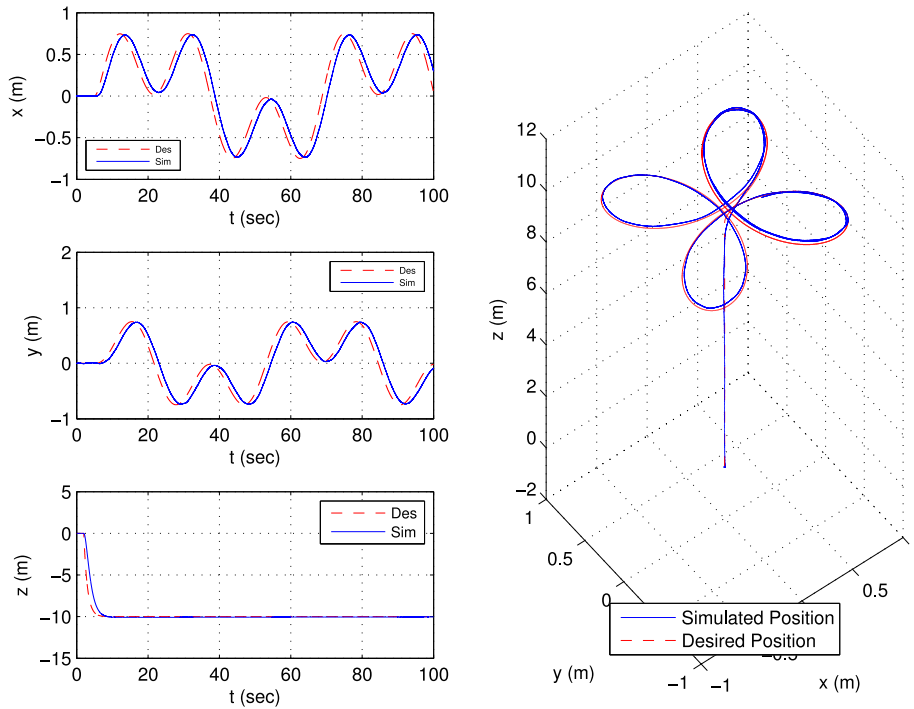 1
0.5
0
−0.5
−1
x (m)
Des
Sim
0 20 40 60 80 100
t (sec)
2
1
0
−1
y (m)
Des
Sim
0 20 40 60 80 100
t (sec)
5
0
−5
−10
−15
z (m)
Des
Sim
0 20 40 60 80 100
t (sec)
12
10
8
6
4
2
0
−2
z (m)
1
0.5
0
−1
y (m)
−1
−0.5
0.5
x (m)
Simulated Position
Desired Position